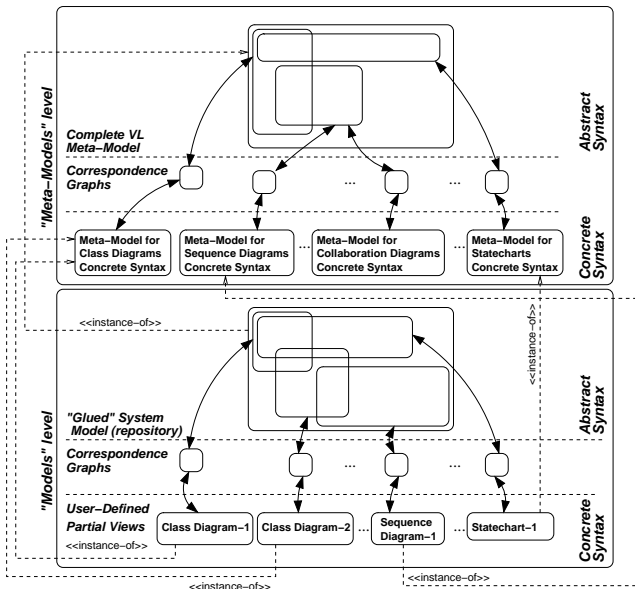 "Meta−Models" level
Abstract
Syntax
Complete VL
Meta−Model
Correspondence
Graphs
...
...
Meta−Model for
Class Diagrams
Concrete Syntax
Meta−Model for
Sequence Diagrams
Concrete Syntax
...
Meta−Model for
Collaboration Diagrams
Concrete Syntax
...
Meta−Model for
Statecharts
Concrete Syntax
Concrete
Syntax
<<instance−of>>
<<instance−of>>
"Models" level
Abstract
Syntax
"Glued" System
Model (repository)
Correspondence
Graphs
...
...
User−Defined
Partial Views
Class Diagram−1
Class Diagram−2
...
Sequence
Diagram−1
...
Statechart−1
Concrete
Syntax
<<instance−of>>
<<instance−of>>
<<instance−of>>